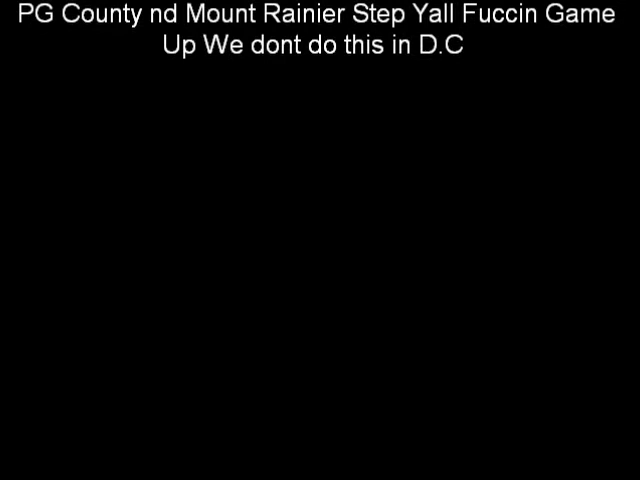 PG County nd Mount Rainier Step Yall Fuccin Game
Up We dont do this in D.C